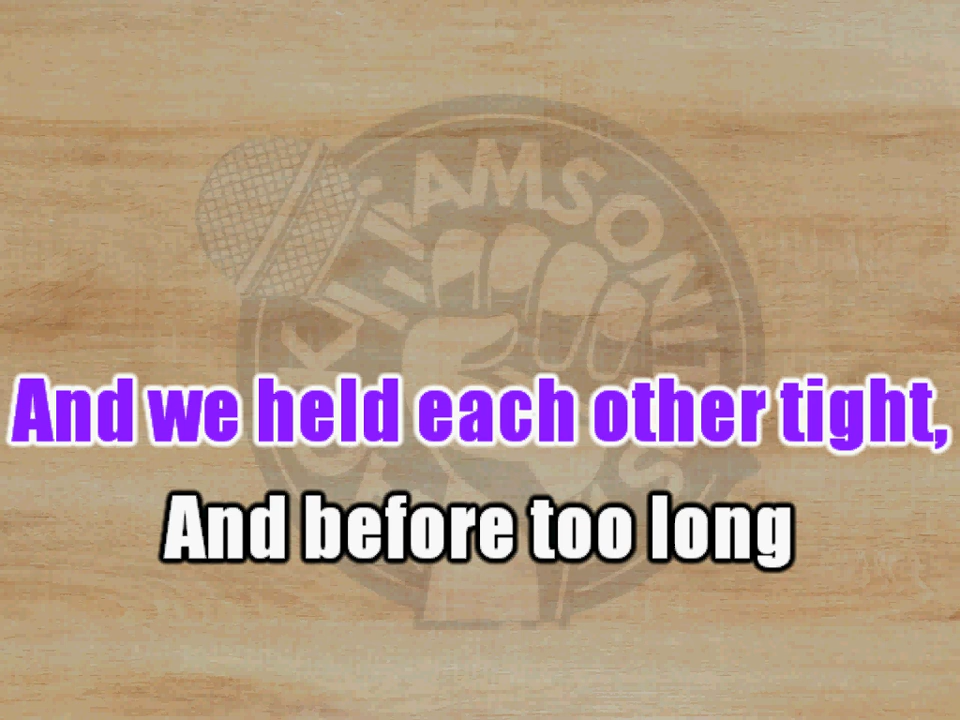 And we held each other tight,
And before too long